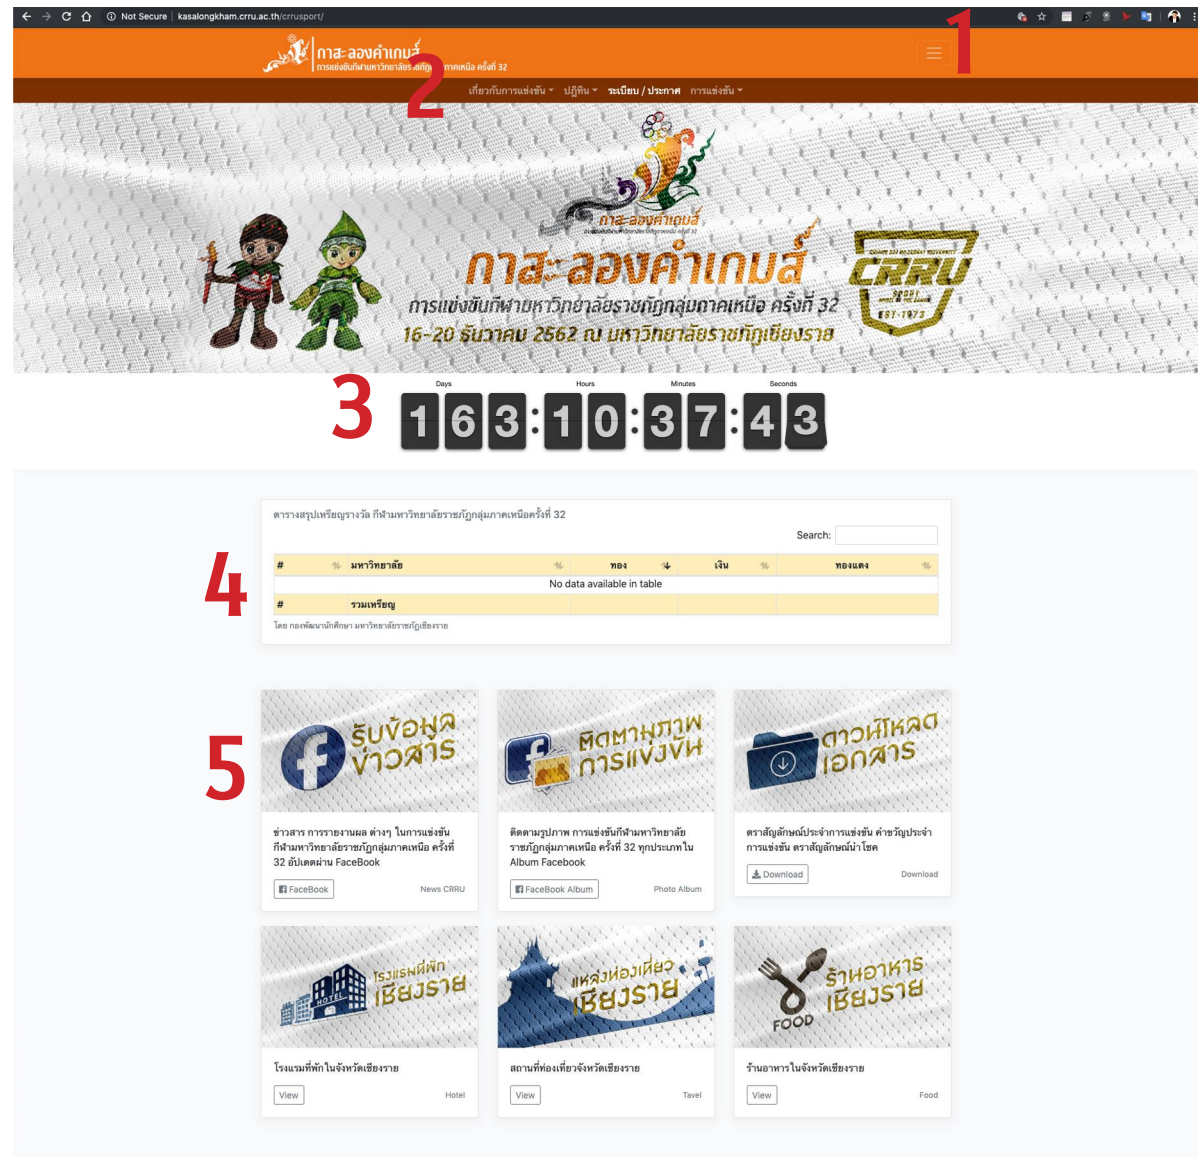 Not Secure | kasalongkham.crru.ac.th/crrusport/
1
กาสะลองคำเกมส์
2
เกี่ยวกับการแข่งขัน ปฏิทิน ระเบียบ / ประกาศ การแข่งขัน
กาสะลองคำเกมส์
กาสะลองคำเกมส์
การแข่งขันกีฬามหาวิทยาลัยราชภัฏกลุ่มภาคเหนือ ครั้งที่ 32
16-20 ธันวาคม 2562 ณ มหาวิทยาลัยราชภัฏเชียงราย
CRRU
SPORT
EST-1973
3
Days Hours Minutes Seconds
163:10:37:43
ตารางสรุปเหรียญรางวัล กีฬามหาวิทยาลัยราชภัฏกลุ่มภาคเหนือครั้งที่ 32
Search:
4
# มหาวิทยาลัย ทอง เงิน ทองแดง
No data available in table
# รวมเหรียญ
โดย กองพัฒนานักศึกษา มหาวิทยาลัยราชภัฏเชียงราย
5
รับข้อมูล
ข่าวสาร
ข่าวสาร การรายงานผล ต่างๆ ในการแข่งขัน
กีฬามหาวิทยาลัยราชภัฏกลุ่มภาคเหนือ ครั้งที่
32 อัปเดตผ่าน FaceBook
FaceBook News CRRU
ติดตามภาพ
การแข่งขัน
ติดตามรูปภาพ การแข่งขันกีฬามหาวิทยาลัย
ราชภัฏกลุ่มภาคเหนือ ครั้งที่ 32 ทุกประเภท ใน
Album Facebook
FaceBook Album Photo Album
ดาวน์โหลด
เอกสาร
ตราสัญลักษณ์ประจำการแข่งขัน คำขวัญประจำ
การแข่งขัน ตราสัญลักษณ์นำโชค
Download Download
โรงแรมที่พัก
เชียงราย
HOTEL
โรงแรมที่พักในจังหวัดเชียงราย
View Hotel
แหล่งท่องเที่ยว
เชียงราย
สถานที่ท่องเที่ยวจังหวัดเชียงราย
View Tavel
ร้านอาหาร
เชียงราย
FOOD
ร้านอาหารในจังหวัดเชียงราย
View Food